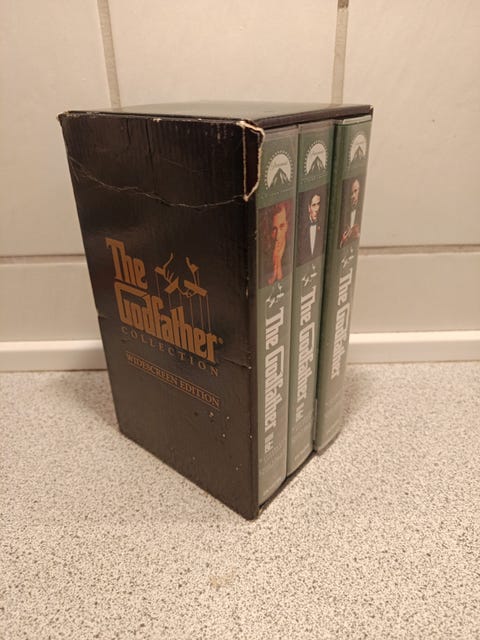 The
Godfather
COLLECTION
WIDESCREEN EDITION
The Godfather
The Godfather
The Godfather